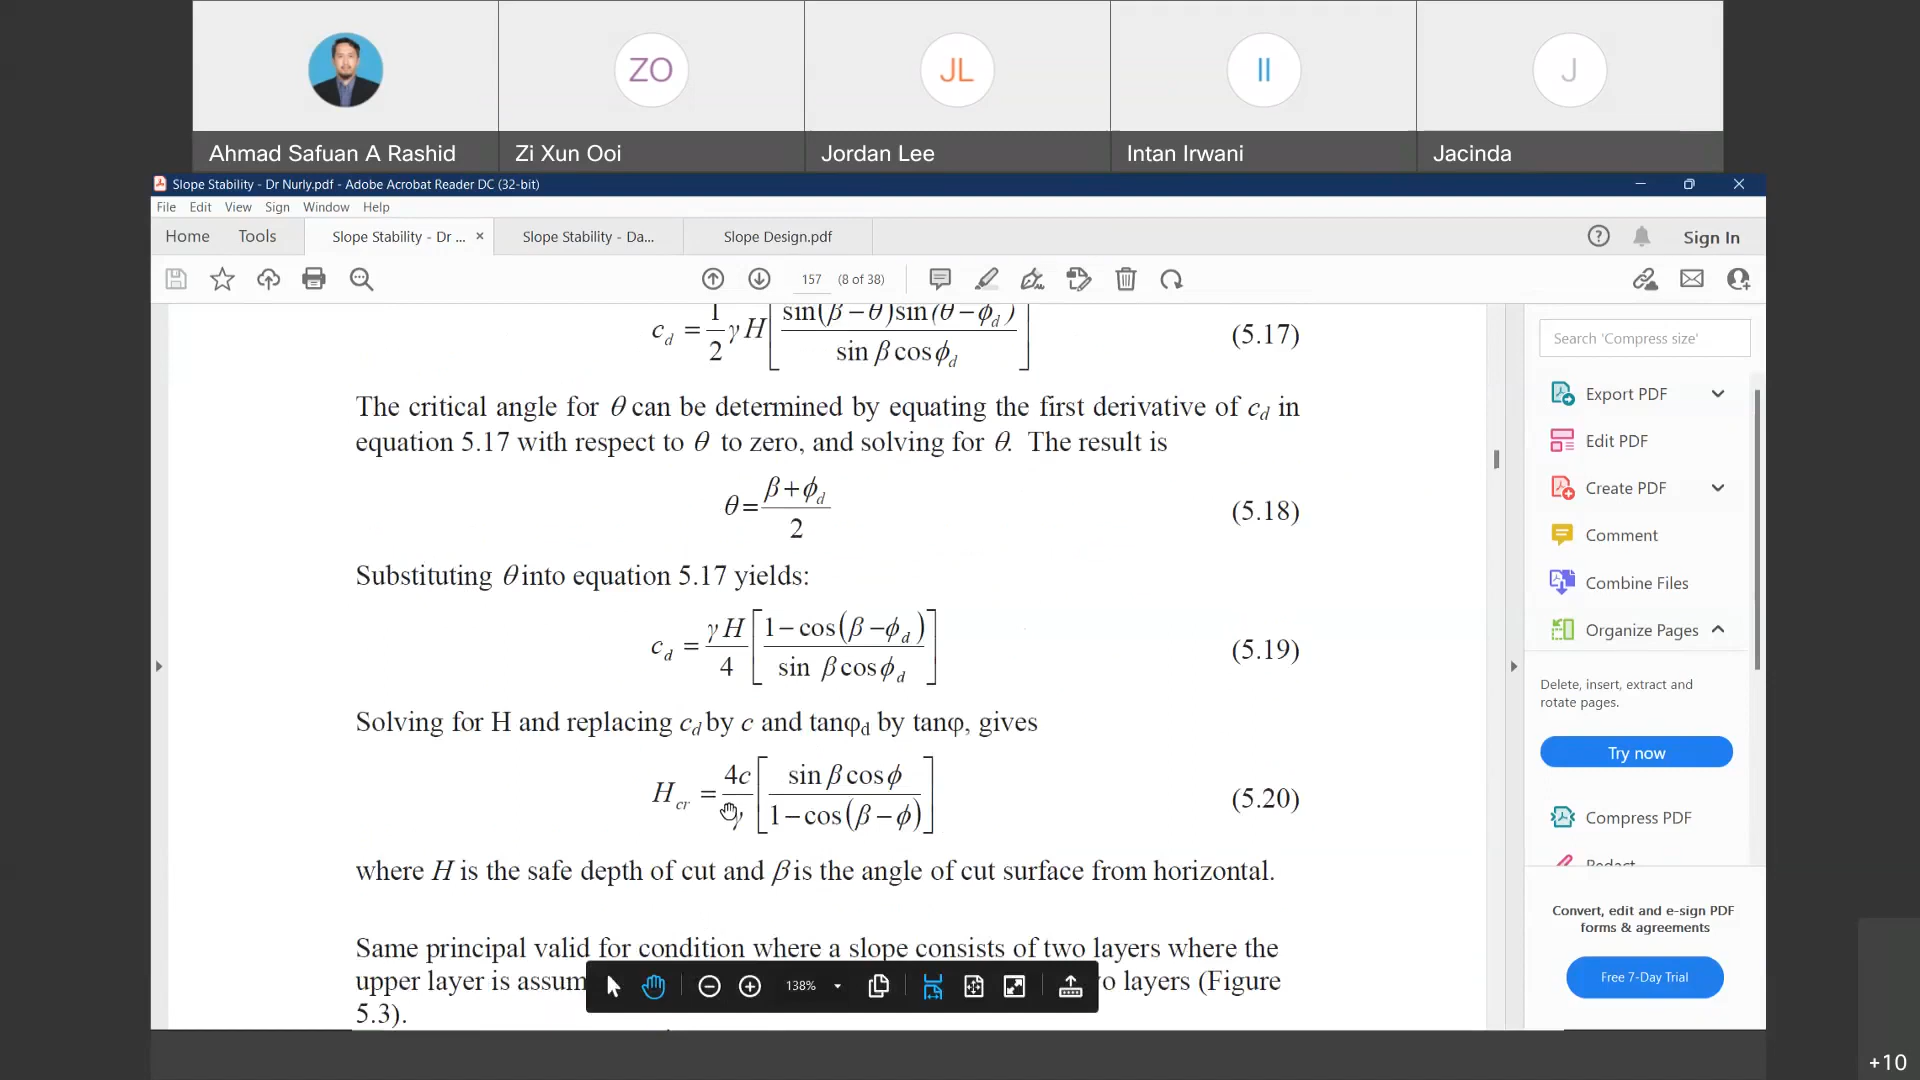 ZO
JL
II
J
Ahmad Safuan A Rashid
Zi Xun Ooi
Jordan Lee
Intan Irwani
Jacinda
Slope Stability - Dr Nurly.pdf - Adobe Acrobat Reader DC (32-bit)
File Edit View Sign Window Help
Home Tools Slope Stability - Dr ... × Slope Stability - Da... Slope Design.pdf Sign In
157 (8 of 38)
c_d = 1/2 γ H [ sin(β − θ) sin(θ − ϕ_d) / sin β cos ϕ_d ] (5.17)
The critical angle for θ can be determined by equating the first derivative of c_d in
equation 5.17 with respect to θ to zero, and solving for θ. The result is
θ = β + ϕ_d / 2 (5.18)
Substituting θ into equation 5.17 yields:
c_d = γ H / 4 [ 1 − cos(β − ϕ_d) / sin β cos ϕ_d ] (5.19)
Solving for H and replacing c_d by c and tanφ_d by tanφ, gives
H_cr = 4c / γ [ sin β cos ϕ / 1 − cos(β − ϕ) ] (5.20)
where H is the safe depth of cut and β is the angle of cut surface from horizontal.
Same principal valid for condition where a slope consists of two layers where the
upper layer is assum
o layers (Figure
5.3).
138%
Search 'Compress size'
Export PDF
Edit PDF
Create PDF
Comment
Combine Files
Organize Pages
Delete, insert, extract and
rotate pages.
Try now
Compress PDF
Redact
Convert, edit and e-sign PDF
forms & agreements
Free 7-Day Trial
+10